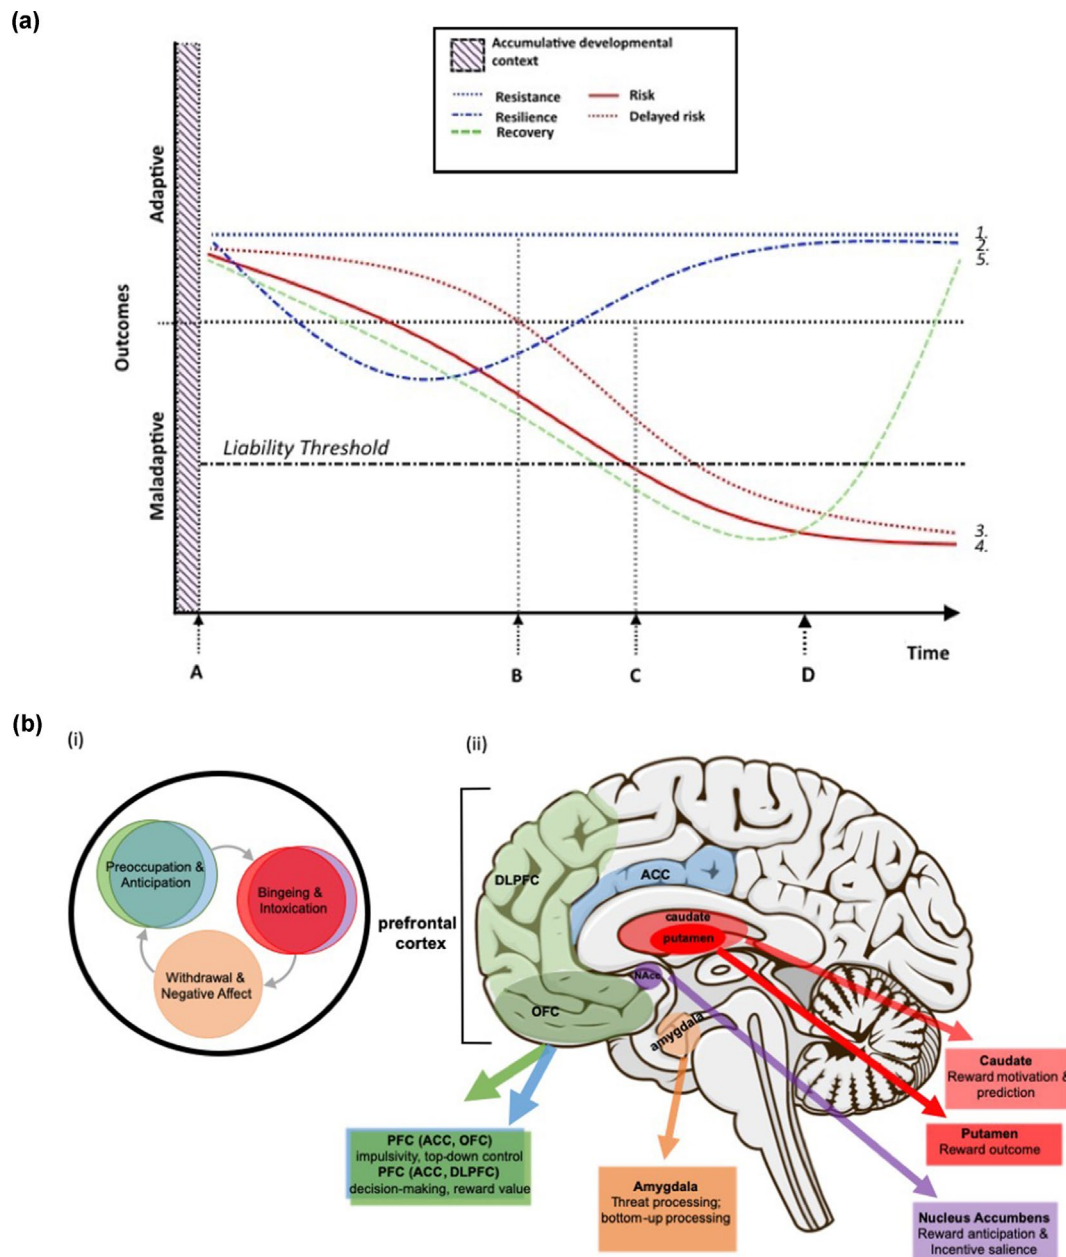 (a)
Accumulative developmental
context
Resistance
Risk
Resilience
Delayed risk
Recovery
Adaptive
Outcomes
Maladaptive
Liability Threshold
1.
2.
5.
3.
4.
A
B
C
D
Time
(b)
(i)
Preoccupation &
Anticipation
Bingeing &
Intoxication
Withdrawal &
Negative Affect
(ii)
prefrontal
cortex
DLPFC
ACC
caudate
putamen
NAcc
OFC
amygdala
Caudate
Reward motivation &
prediction
Putamen
Reward outcome
PFC (ACC, OFC)
impulsivity, top-down control
PFC (ACC, DLPFC)
decision-making, reward value
Amygdala
Threat processing;
bottom-up processing
Nucleus Accumbens
Reward anticipation &
Incentive salience